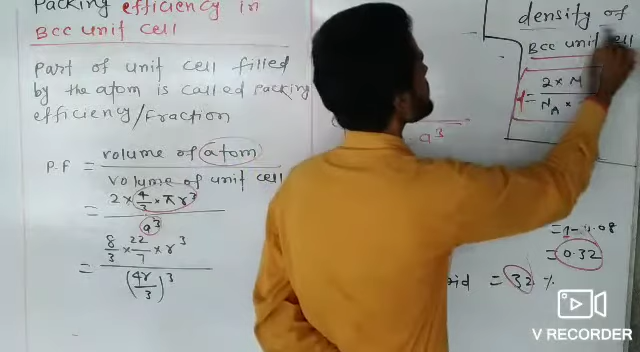 Packing efficiency in
Bcc unit cell
Part of unit cell filled
by the atom is called packing
efficiency/Fraction
P.F = volume of atom
volume of unit cell
= 2 × 4/3 × π r³
a³
= 8/3 × 22/7 × r³
(4r/3)³
a³
density of
Bcc unit cell
d = 2 × M
N_A ×
= 0.32
= 32 %
V RECORDER